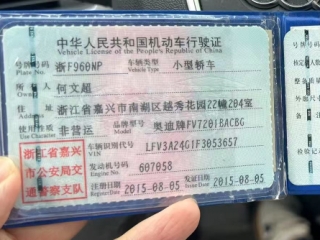 中华人民共和国机动车行驶证
Vehicle License of the People's Republic of China
号牌号码 浙F960WP 车辆类型 小型轿车
Plate No. Vehicle Type
所有人 何文超
Owner
住址 浙江省嘉兴市南湖区越秀花园22幢204室
Address
使用性质 非营运 品牌型号 奥迪牌FV7201BACBG
Use Character Model
浙江省嘉兴市公安局交通警察支队
车辆识别代号 LFV3A24G1F3053657
VIN
发动机号码 607058
Engine No.
注册日期 2015-08-05 发证日期 2015-08-05
Register Date Issue Date